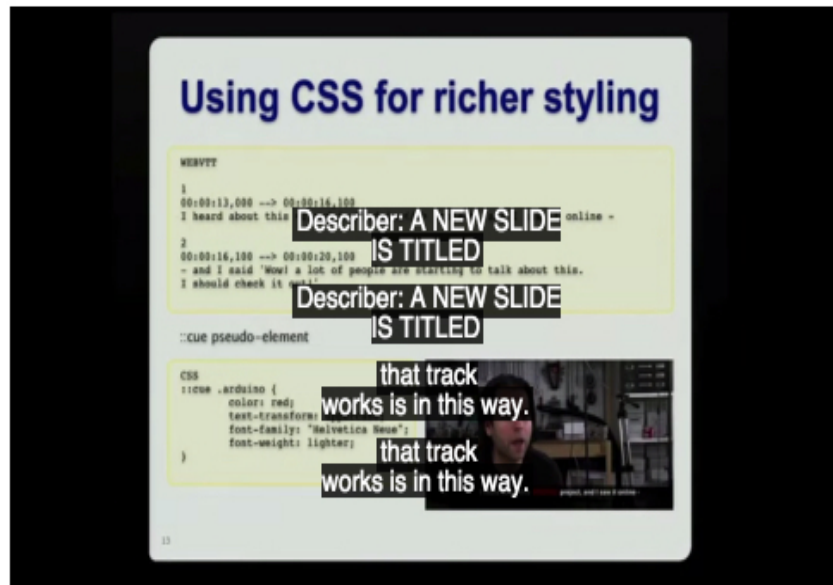 Using CSS for richer styling
WEBVTT
1
00:00:13,000 --> 00:00:16,100
I heard about this online -
Describer: A NEW SLIDE
IS TITLED
2
00:00:16,100 --> 00:00:20,100
- and I said 'Wow! a lot of people are starting to talk about this.
I should check it out!'
Describer: A NEW SLIDE
IS TITLED
::cue pseudo-element
that track
works is in this way.
that track
works is in this way.
CSS
::cue .arduino {
color: red;
text-transform:
font-family: "Helvetica Neue";
font-weight: lighter;
}
project, and I see it online -
13